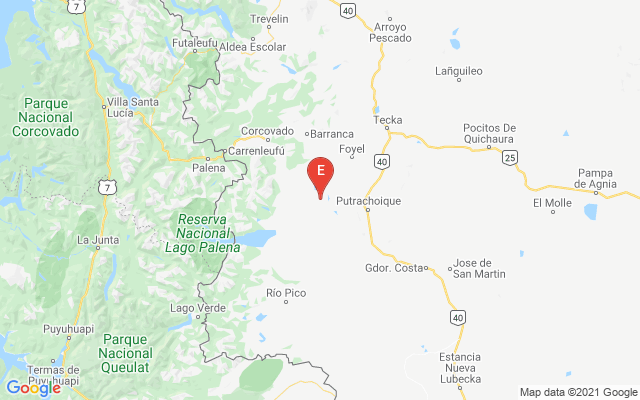 7
40
Trevelin
Arroyo
Pescado
Futaleufu
Aldea Escolar
Lañguileo
Parque
Nacional
Corcovado
Villa Santa
Lucia
Tecka
Corcovado
Barranca
Pocitos De
Quichaura
Carrenleufú
Foyel
40
25
Palena
E
7
Pampa
de Agnia
Putrachoique
El Molle
Reserva
Nacional
Lago Palena
La Junta
Gdor. Costa
Jose de
San Martin
Río Pico
Lago Verde
40
Puyuhuapi
Parque
Nacional
Queulat
Estancia
Nueva
Lubecka
Termas de
Puyuhuapi
Google
Map data ©2021 Google